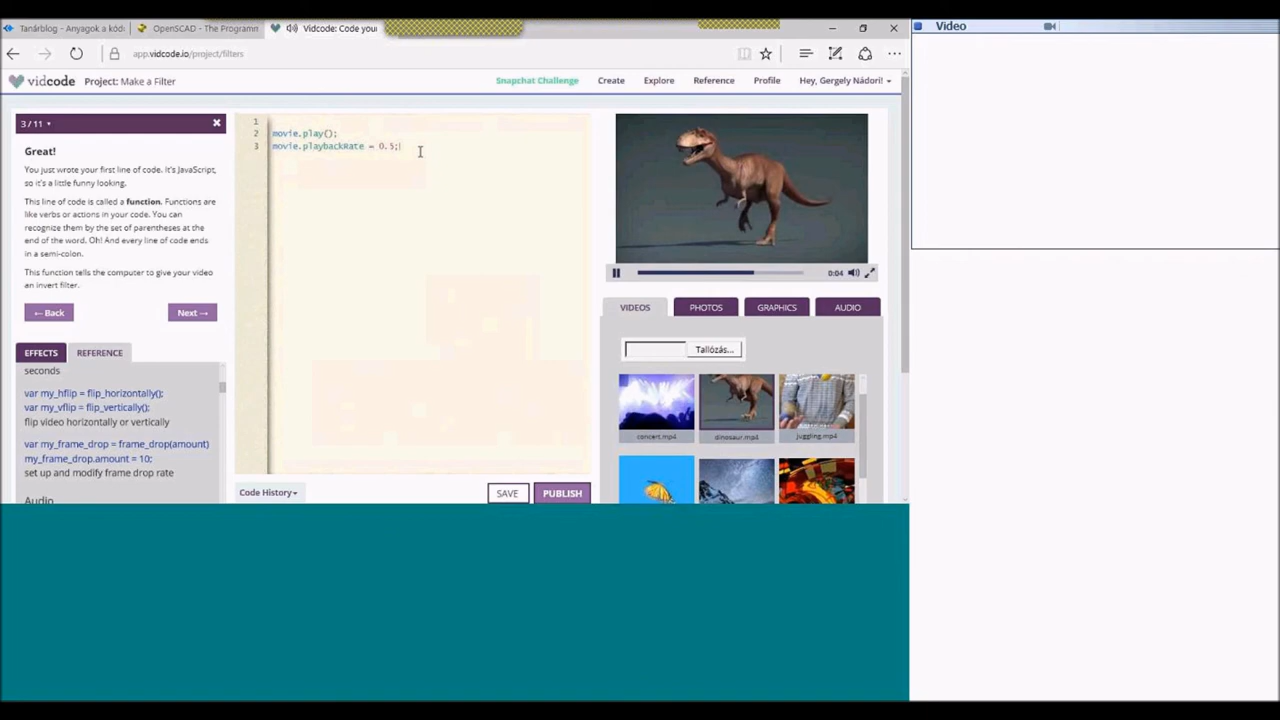 Tanárblog - Anyagok a kódo
OpenSCAD - The Programm
Vidcode: Code your
Video
app.vidcode.io/project/filters
vidcode
Project: Make a Filter
Snapchat Challenge
Create
Explore
Reference
Profile
Hey, Gergely Nádori!
3 / 11
Great!
You just wrote your first line of code. It's JavaScript,
so it's a little funny looking.
This line of code is called a function. Functions are
like verbs or actions in your code. You can
recognize them by the set of parentheses at the
end of the word. Oh! And every line of code ends
in a semi-colon.
This function tells the computer to give your video
an invert filter.
← Back
Next →
EFFECTS
REFERENCE
seconds
var my_hflip = flip_horizontally();
var my_vflip = flip_vertically();
flip video horizontally or vertically
var my_frame_drop = frame_drop(amount)
my_frame_drop.amount = 10;
set up and modify frame drop rate
Audio
1
2 movie.play();
3 movie.playbackRate = 0.5;
Code History
SAVE
PUBLISH
0:04
VIDEOS
PHOTOS
GRAPHICS
AUDIO
Tallózás...
concert.mp4
dinosaur.mp4
juggling.mp4